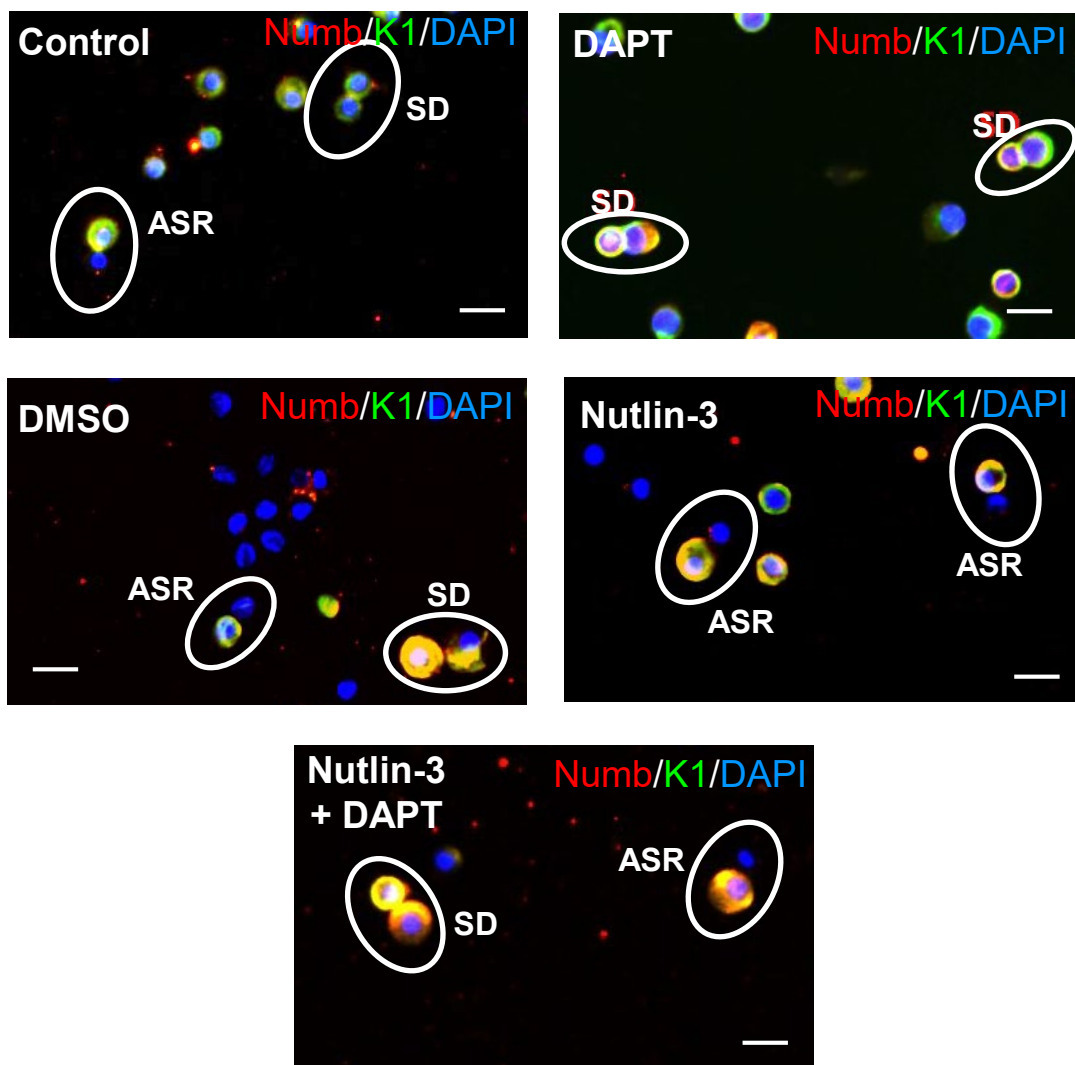 Control
Numb/K1/DAPI
SD
ASR
DAPT
Numb/K1/DAPI
SD
SD
DMSO
Numb/K1/DAPI
ASR
SD
Nutlin-3
Numb/K1/DAPI
ASR
ASR
Nutlin-3
+ DAPT
Numb/K1/DAPI
ASR
SD